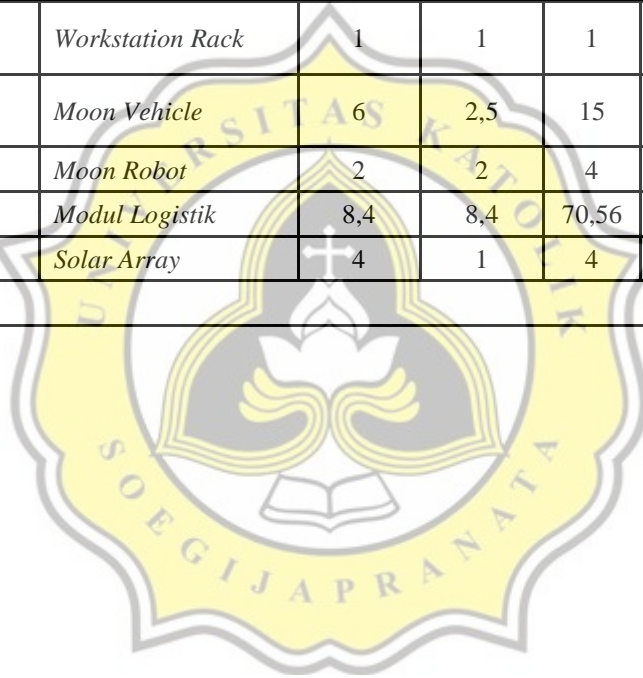 Workstation Rack 1 1 1
Moon Vehicle 6 2,5 15
Moon Robot 2 2 4
Modul Logistik 8,4 8,4 70,56
Solar Array 4 1 4
UNIVERSITAS KATOLIK
SOEGIJAPRANATA